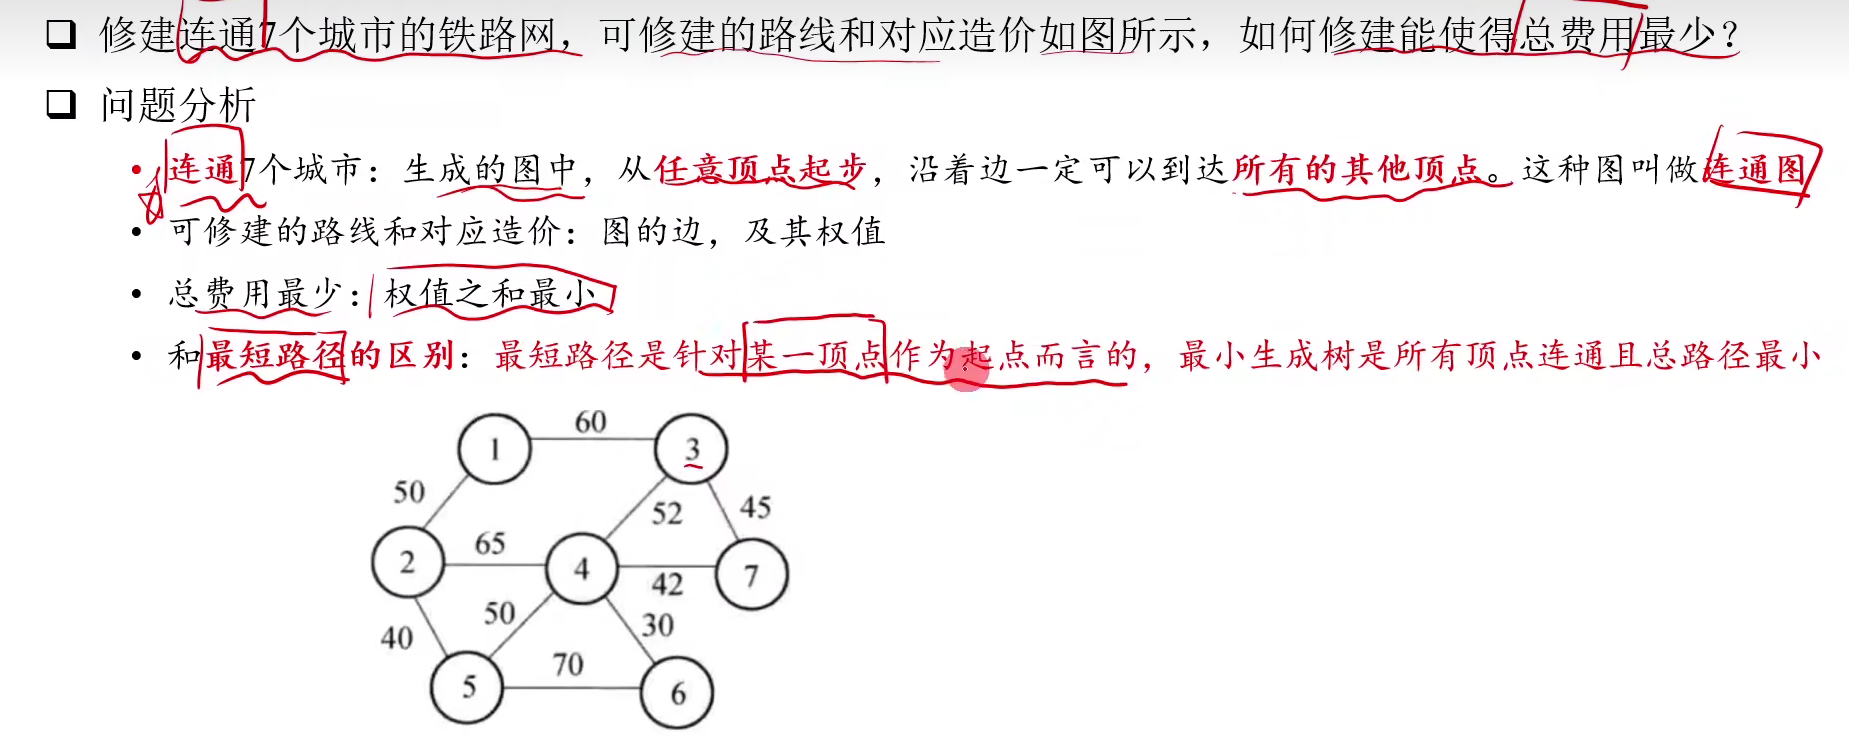 修建连通7个城市的铁路网，可修建的路线和对应造价如图所示，如何修建能使得总费用最少？
问题分析
连通7个城市：生成的图中，从任意顶点起步，沿着边一定可以到达所有的其他顶点。这种图叫做连通图
可修建的路线和对应造价：图的边，及其权值
总费用最少：权值之和最小
和最短路径的区别：最短路径是针对某一顶点作为起点而言的，最小生成树是所有顶点连通且总路径最小
60
1
3
50
52
45
65
2
4
7
42
50
30
40
70
5
6